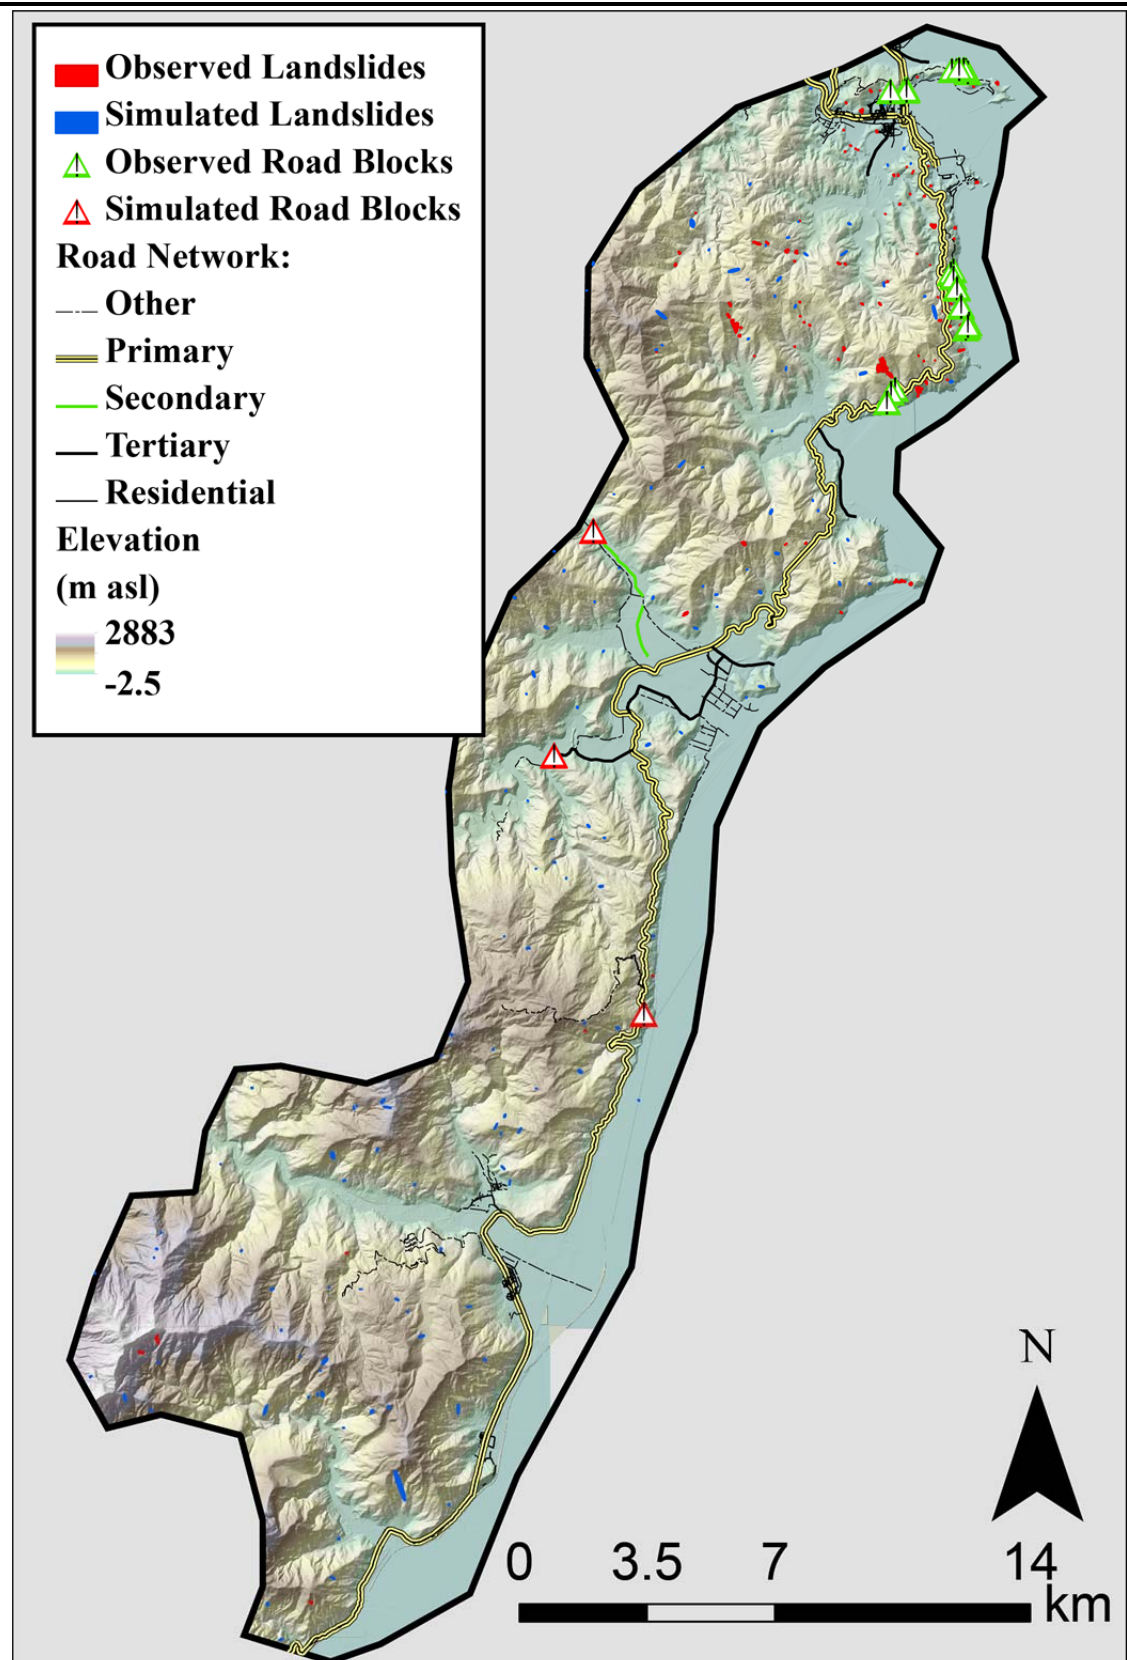 Observed Landslides
Simulated Landslides
Observed Road Blocks
Simulated Road Blocks
Road Network:
Other
Primary
Secondary
Tertiary
Residential
Elevation
(m asl)
2883
-2.5
N
0 3.5 7 14
km